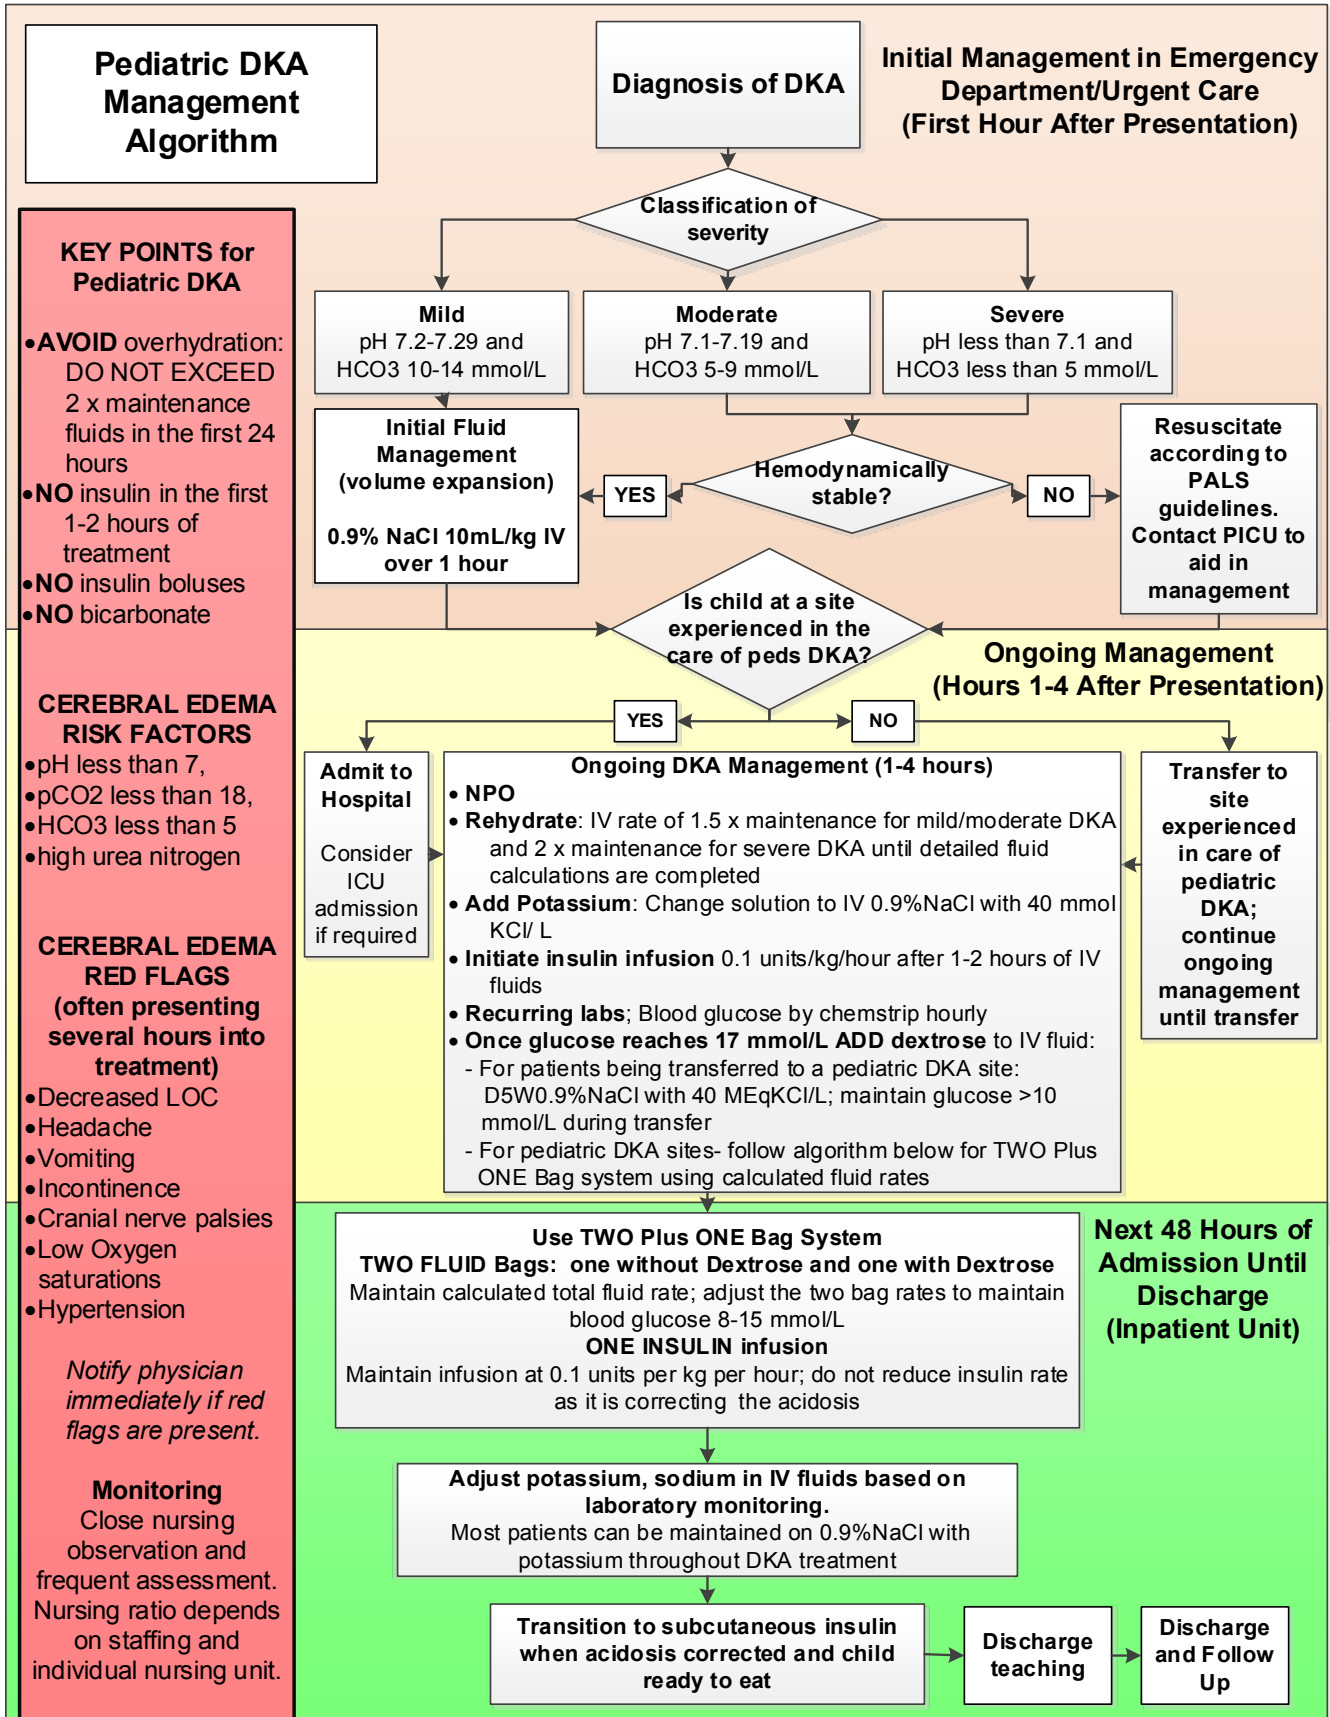 Pediatric DKA
Management
Algorithm
Diagnosis of DKA
Initial Management in Emergency
Department/Urgent Care
(First Hour After Presentation)
Classification of
severity
Mild
pH 7.2-7.29 and
HCO3 10-14 mmol/L
Moderate
pH 7.1-7.19 and
HCO3 5-9 mmol/L
Severe
pH less than 7.1 and
HCO3 less than 5 mmol/L
Initial Fluid
Management
(volume expansion)
0.9% NaCl 10mL/kg IV
over 1 hour
YES
Hemodynamically
stable?
NO
Resuscitate
according to
PALS
guidelines.
Contact PICU to
aid in
management
Is child at a site
experienced in the
care of peds DKA?
KEY POINTS for
Pediatric DKA
•AVOID overhydration:
DO NOT EXCEED
2 x maintenance
fluids in the first 24
hours
•NO insulin in the first
1-2 hours of
treatment
•NO insulin boluses
•NO bicarbonate
CEREBRAL EDEMA
RISK FACTORS
•pH less than 7,
•pCO2 less than 18,
•HCO3 less than 5
•high urea nitrogen
CEREBRAL EDEMA
RED FLAGS
(often presenting
several hours into
treatment)
•Decreased LOC
•Headache
•Vomiting
•Incontinence
•Cranial nerve palsies
•Low Oxygen
saturations
•Hypertension
Notify physician
immediately if red
flags are present.
Monitoring
Close nursing
observation and
frequent assessment.
Nursing ratio depends
on staffing and
individual nursing unit.
Ongoing Management
(Hours 1-4 After Presentation)
YES
NO
Admit to
Hospital
Consider
ICU
admission
if required
Ongoing DKA Management (1-4 hours)
• NPO
• Rehydrate: IV rate of 1.5 x maintenance for mild/moderate DKA
and 2 x maintenance for severe DKA until detailed fluid
calculations are completed
• Add Potassium: Change solution to IV 0.9%NaCl with 40 mmol
KCl/ L
• Initiate insulin infusion 0.1 units/kg/hour after 1-2 hours of IV
fluids
• Recurring labs; Blood glucose by chemstrip hourly
• Once glucose reaches 17 mmol/L ADD dextrose to IV fluid:
- For patients being transferred to a pediatric DKA site:
D5W0.9%NaCl with 40 MEqKCl/L; maintain glucose >10
mmol/L during transfer
- For pediatric DKA sites- follow algorithm below for TWO Plus
ONE Bag system using calculated fluid rates
Transfer to
site
experienced
in care of
pediatric
DKA;
continue
ongoing
management
until transfer
Next 48 Hours of
Admission Until
Discharge
(Inpatient Unit)
Use TWO Plus ONE Bag System
TWO FLUID Bags: one without Dextrose and one with Dextrose
Maintain calculated total fluid rate; adjust the two bag rates to maintain
blood glucose 8-15 mmol/L
ONE INSULIN infusion
Maintain infusion at 0.1 units per kg per hour; do not reduce insulin rate
as it is correcting the acidosis
Adjust potassium, sodium in IV fluids based on
laboratory monitoring.
Most patients can be maintained on 0.9%NaCl with
potassium throughout DKA treatment
Transition to subcutaneous insulin
when acidosis corrected and child
ready to eat
Discharge
teaching
Discharge
and Follow
Up